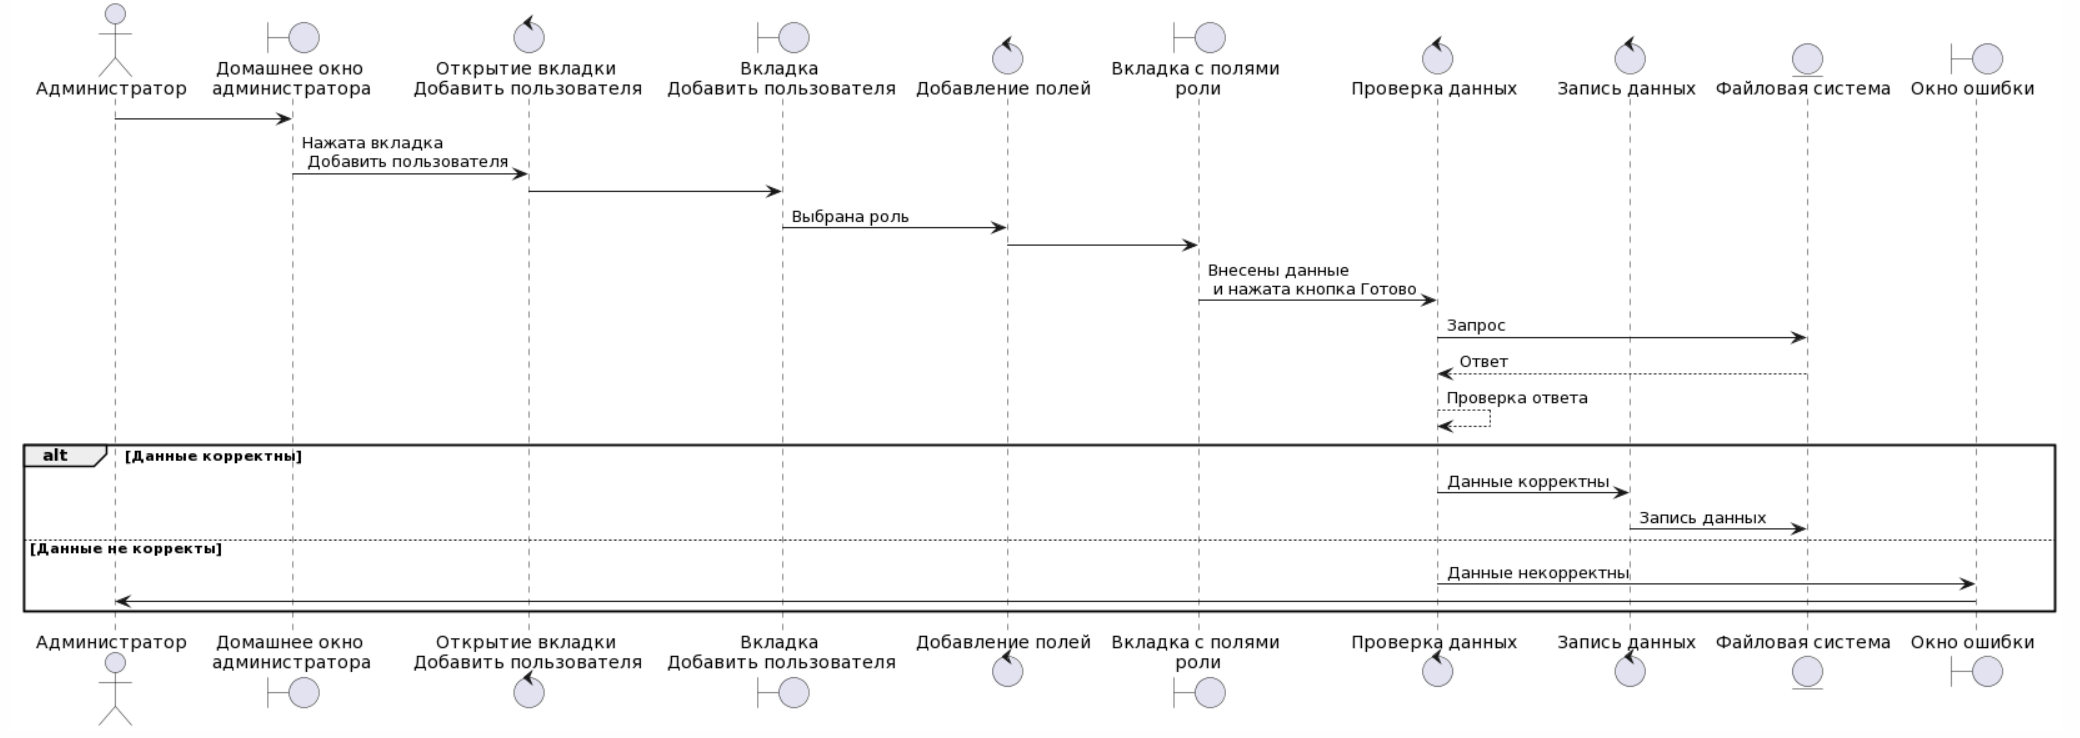 Администратор
Домашнее окно
администратора
Открытие вкладки
Добавить пользователя
Вкладка
Добавить пользователя
Добавление полей
Вкладка с полями
роли
Проверка данных
Запись данных
Файловая система
Окно ошибки
Нажата вкладка
Добавить пользователя
Выбрана роль
Внесены данные
и нажата кнопка Готово
Запрос
Ответ
Проверка ответа
alt
[Данные корректны]
Данные корректны
Запись данных
[Данные не корректы]
Данные некорректны
Администратор
Домашнее окно
администратора
Открытие вкладки
Добавить пользователя
Вкладка
Добавить пользователя
Добавление полей
Вкладка с полями
роли
Проверка данных
Запись данных
Файловая система
Окно ошибки